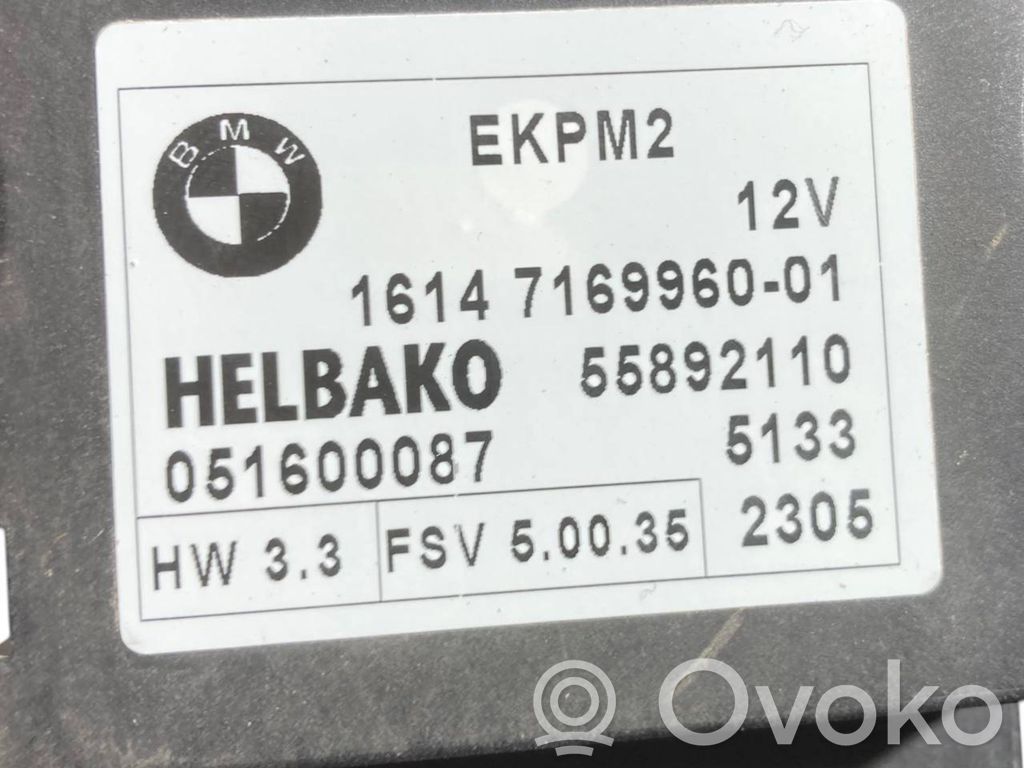 BMW
EKPM2
12V
1614 7169960-01
HELBAKO 55892110
051600087 5133
HW 3.3 FSV 5.00.35 2305
Ovoko